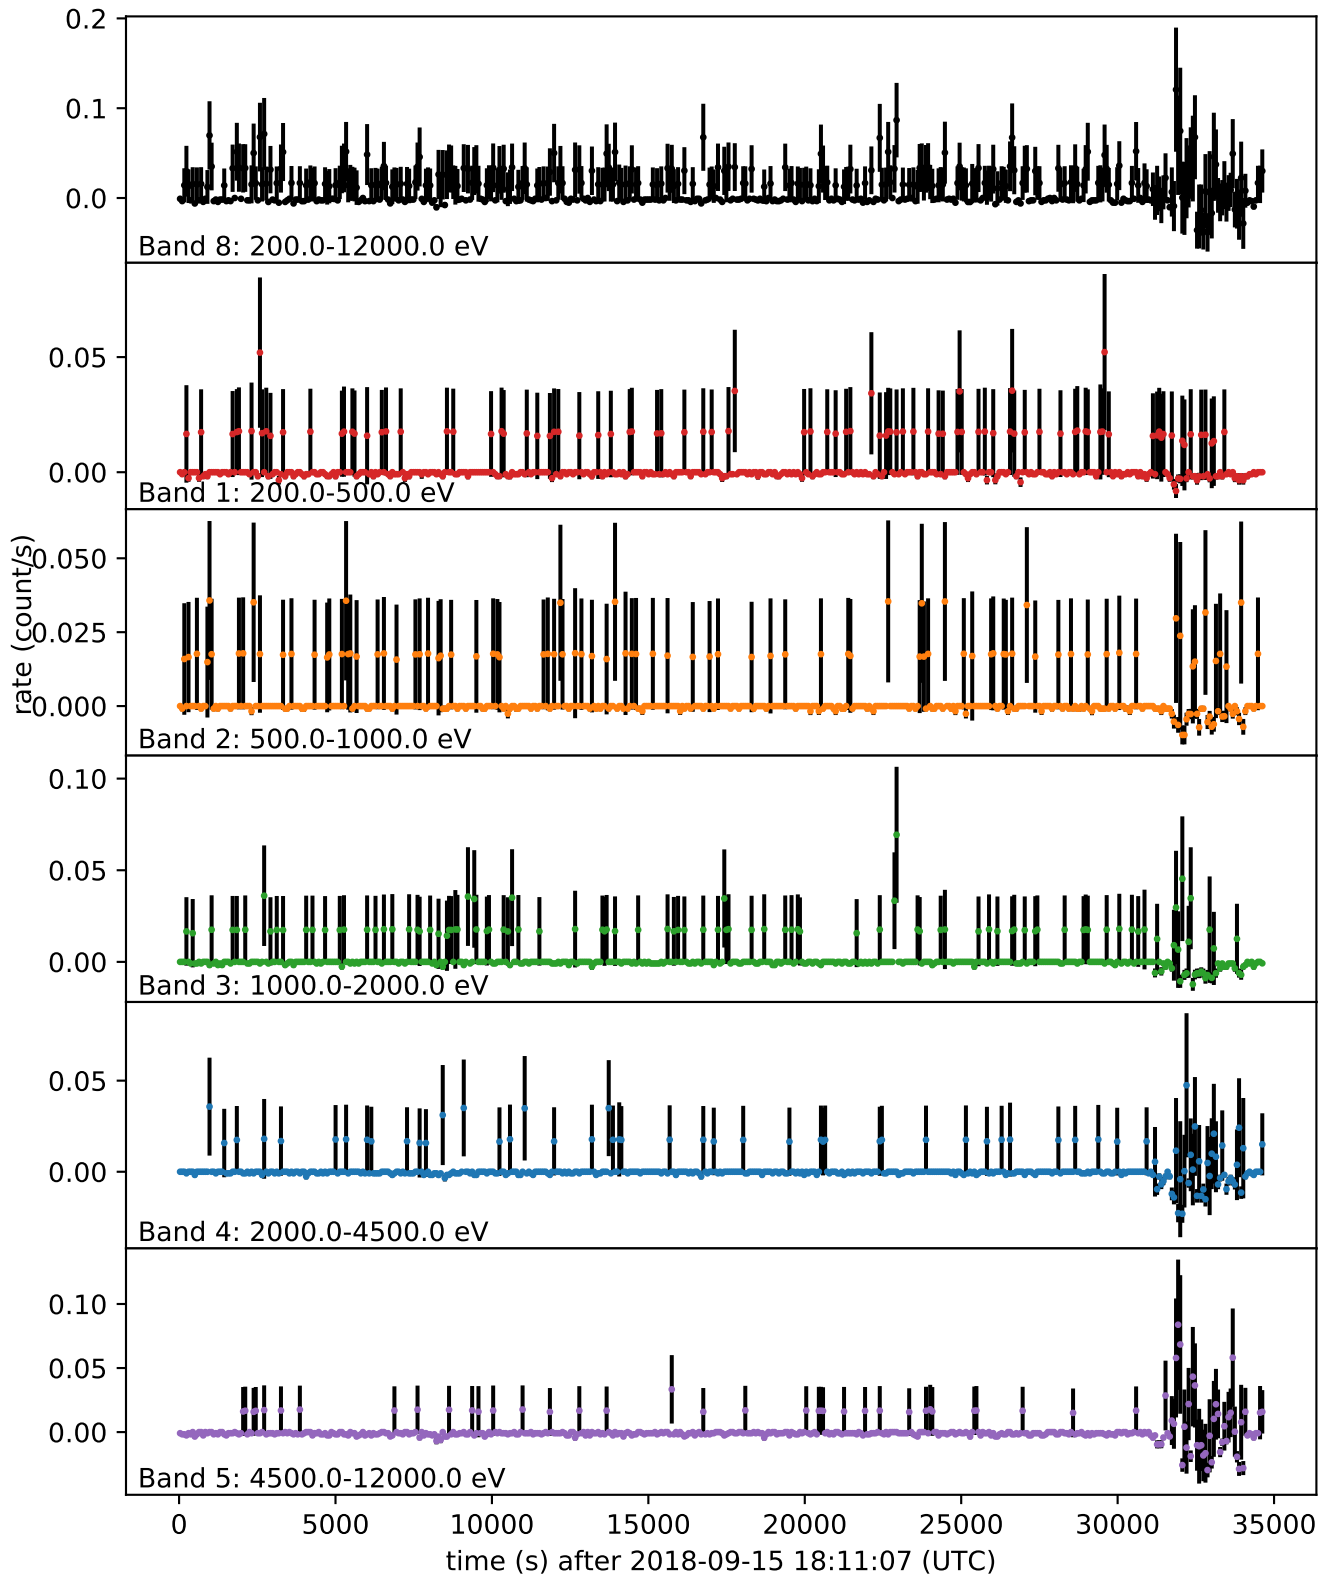 0.2
0.1
0.0
Band 8: 200.0-12000.0 eV
0.05
0.00
Band 1: 200.0-500.0 eV
rate (count/s)
0.050
0.025
0.000
Band 2: 500.0-1000.0 eV
0.10
0.05
0.00
Band 3: 1000.0-2000.0 eV
0.05
0.00
Band 4: 2000.0-4500.0 eV
0.10
0.05
0.00
Band 5: 4500.0-12000.0 eV
0 5000 10000 15000 20000 25000 30000 35000
time (s) after 2018-09-15 18:11:07 (UTC)